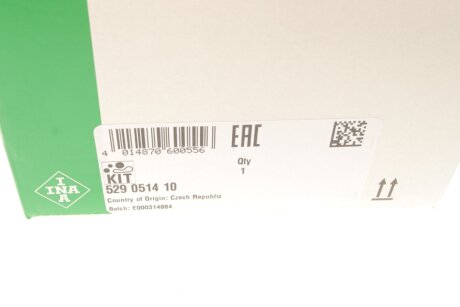 4 014870 600556
EAC
Qty
1
KIT
529 0514 10
Country of Origin: Czech Republic
Batch: E000314884
I
INA
A